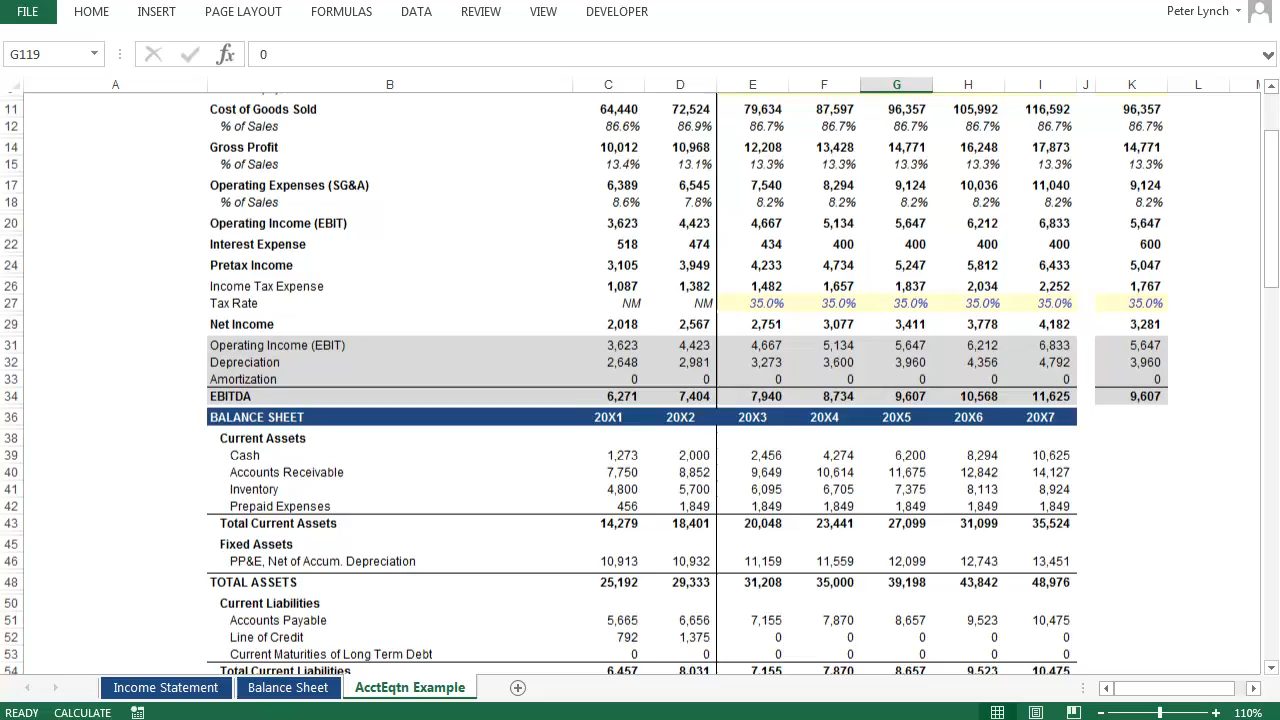 FILE HOME INSERT PAGE LAYOUT FORMULAS DATA REVIEW VIEW DEVELOPER Peter Lynch
G119 fx 0
A B C D E F G H I J K L
11 Cost of Goods Sold 64,440 72,524 79,634 87,597 96,357 105,992 116,592 96,357
12 % of Sales 86.6% 86.9% 86.7% 86.7% 86.7% 86.7% 86.7% 86.7%
14 Gross Profit 10,012 10,968 12,208 13,428 14,771 16,248 17,873 14,771
15 % of Sales 13.4% 13.1% 13.3% 13.3% 13.3% 13.3% 13.3% 13.3%
17 Operating Expenses (SG&A) 6,389 6,545 7,540 8,294 9,124 10,036 11,040 9,124
18 % of Sales 8.6% 7.8% 8.2% 8.2% 8.2% 8.2% 8.2% 8.2%
20 Operating Income (EBIT) 3,623 4,423 4,667 5,134 5,647 6,212 6,833 5,647
22 Interest Expense 518 474 434 400 400 400 400 600
24 Pretax Income 3,105 3,949 4,233 4,734 5,247 5,812 6,433 5,047
26 Income Tax Expense 1,087 1,382 1,482 1,657 1,837 2,034 2,252 1,767
27 Tax Rate NM NM 35.0% 35.0% 35.0% 35.0% 35.0% 35.0%
29 Net Income 2,018 2,567 2,751 3,077 3,411 3,778 4,182 3,281
31 Operating Income (EBIT) 3,623 4,423 4,667 5,134 5,647 6,212 6,833 5,647
32 Depreciation 2,648 2,981 3,273 3,600 3,960 4,356 4,792 3,960
33 Amortization 0 0 0 0 0 0 0 0
34 EBITDA 6,271 7,404 7,940 8,734 9,607 10,568 11,625 9,607
36 BALANCE SHEET 20X1 20X2 20X3 20X4 20X5 20X6 20X7
38 Current Assets
39 Cash 1,273 2,000 2,456 4,274 6,200 8,294 10,625
40 Accounts Receivable 7,750 8,852 9,649 10,614 11,675 12,842 14,127
41 Inventory 4,800 5,700 6,095 6,705 7,375 8,113 8,924
42 Prepaid Expenses 456 1,849 1,849 1,849 1,849 1,849 1,849
43 Total Current Assets 14,279 18,401 20,048 23,441 27,099 31,099 35,524
45 Fixed Assets
46 PP&E, Net of Accum. Depreciation 10,913 10,932 11,159 11,559 12,099 12,743 13,451
48 TOTAL ASSETS 25,192 29,333 31,208 35,000 39,198 43,842 48,976
50 Current Liabilities
51 Accounts Payable 5,665 6,656 7,155 7,870 8,657 9,523 10,475
52 Line of Credit 792 1,375 0 0 0 0 0
53 Current Maturities of Long Term Debt 0 0 0 0 0 0 0
54 Total Current Liabilities 6,457 8,031 7,155 7,870 8,657 9,523 10,475
Income Statement Balance Sheet AcctEqtn Example
READY CALCULATE 110%